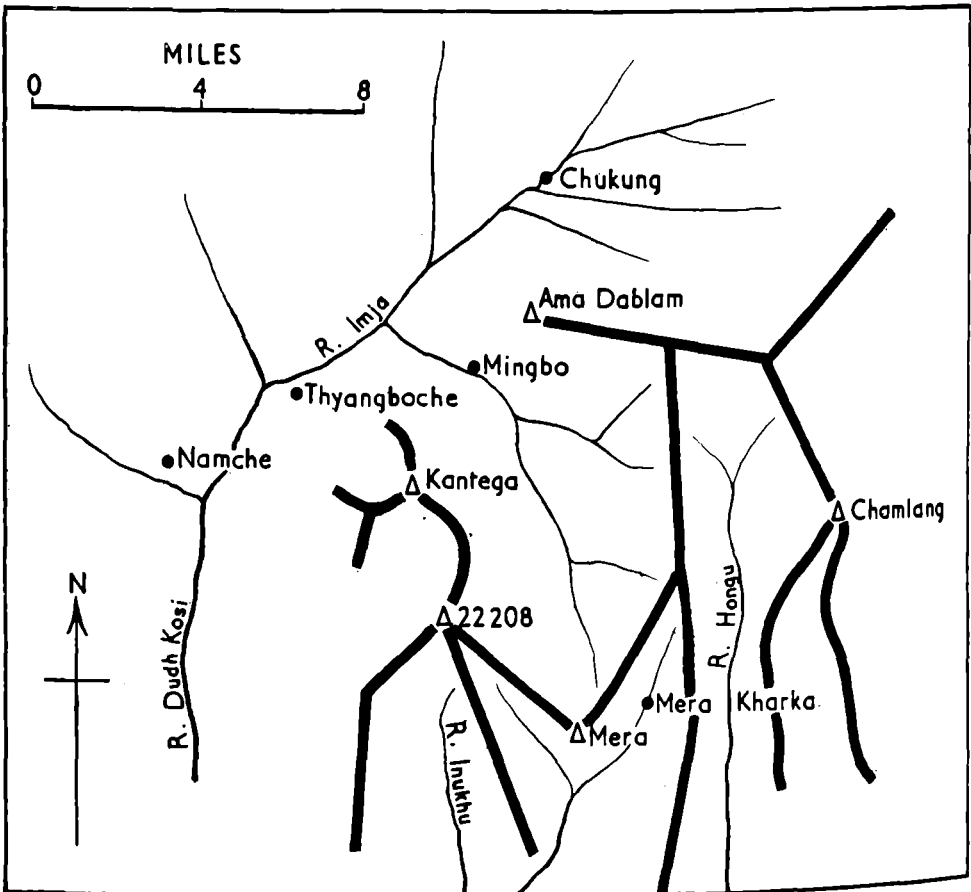 MILES
0 4 8
Chukung
Ama Dablam
R. Imja
Mingbo
Thyangboche
Namche
Kantega
Chamlang
N
22208
R. Hongu
R. Dudh Kosi
Mera Kharka
Mera
R. Inukhu